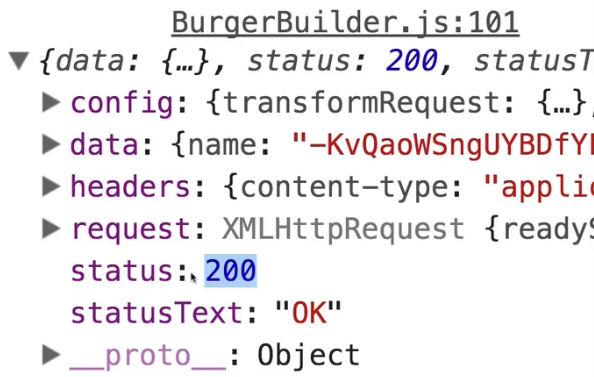 BurgerBuilder.js:101
▼ {data: {…}, status: 200, statusT
▶ config: {transformRequest: {…},
▶ data: {name: "-KvQaoWSngUYBDfY
▶ headers: {content-type: "applic
▶ request: XMLHttpRequest {readyS
status: 200
statusText: "OK"
▶ __proto__: Object